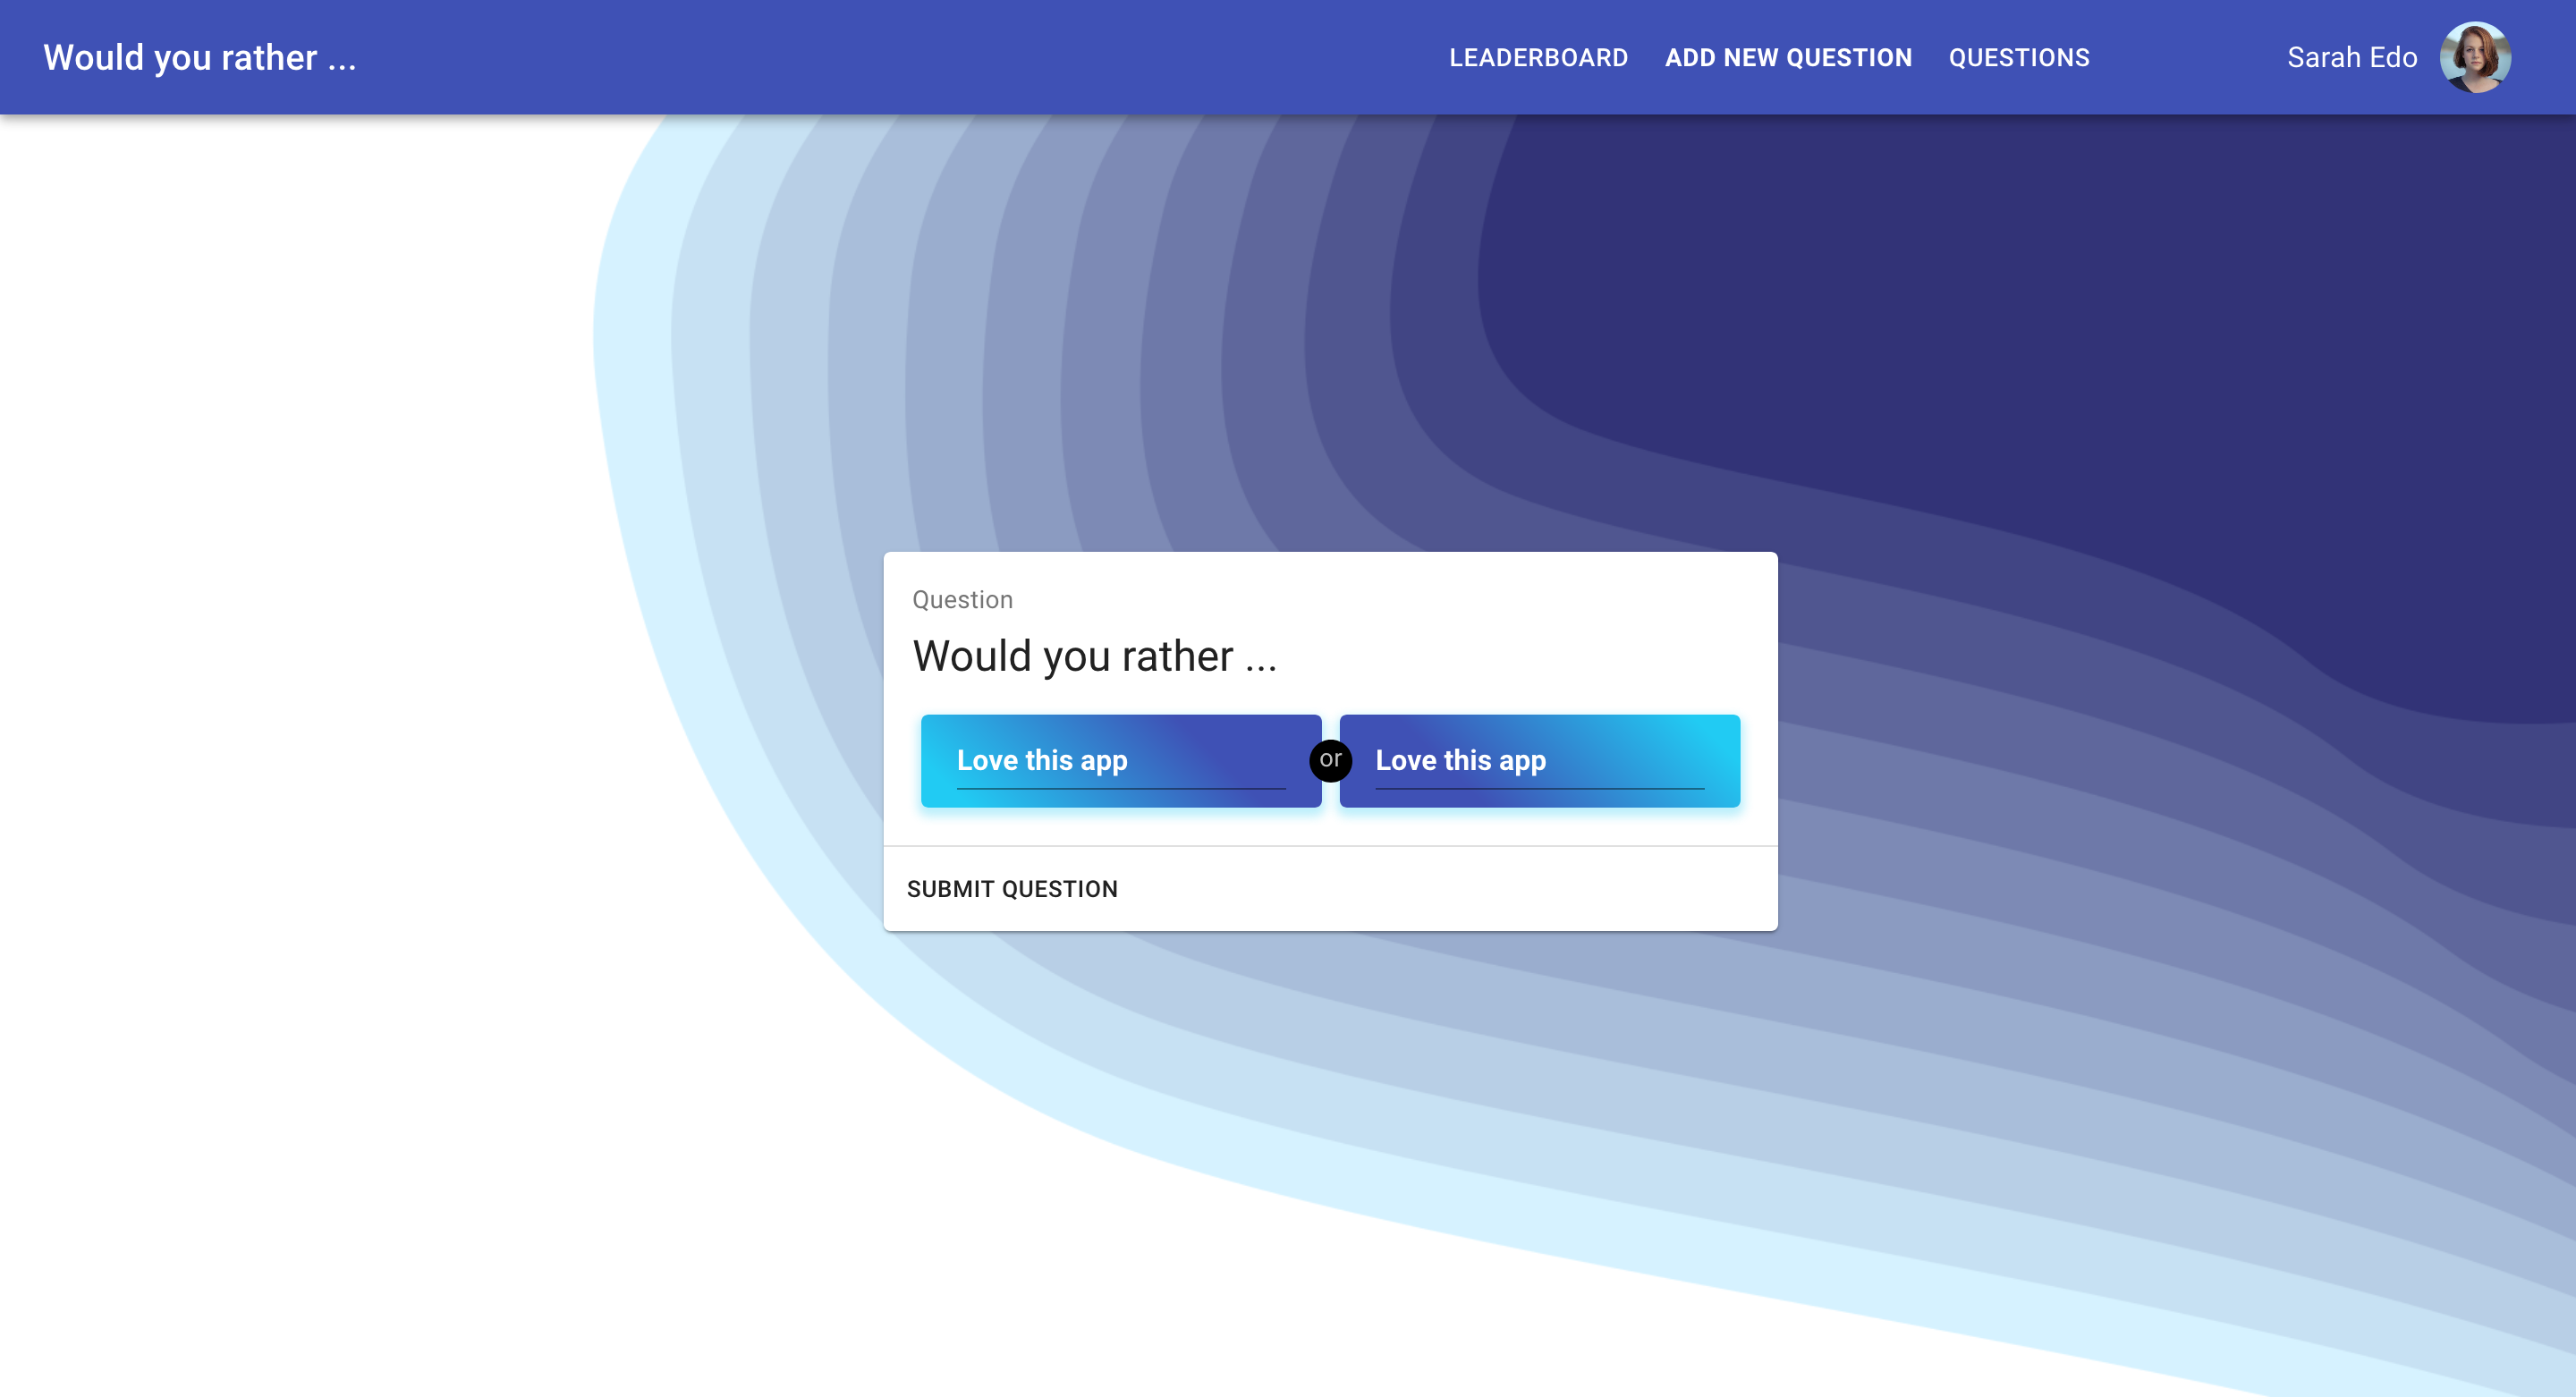 Would you rather ...
LEADERBOARD ADD NEW QUESTION QUESTIONS Sarah Edo
Question
Would you rather ...
Love this app or Love this app
SUBMIT QUESTION